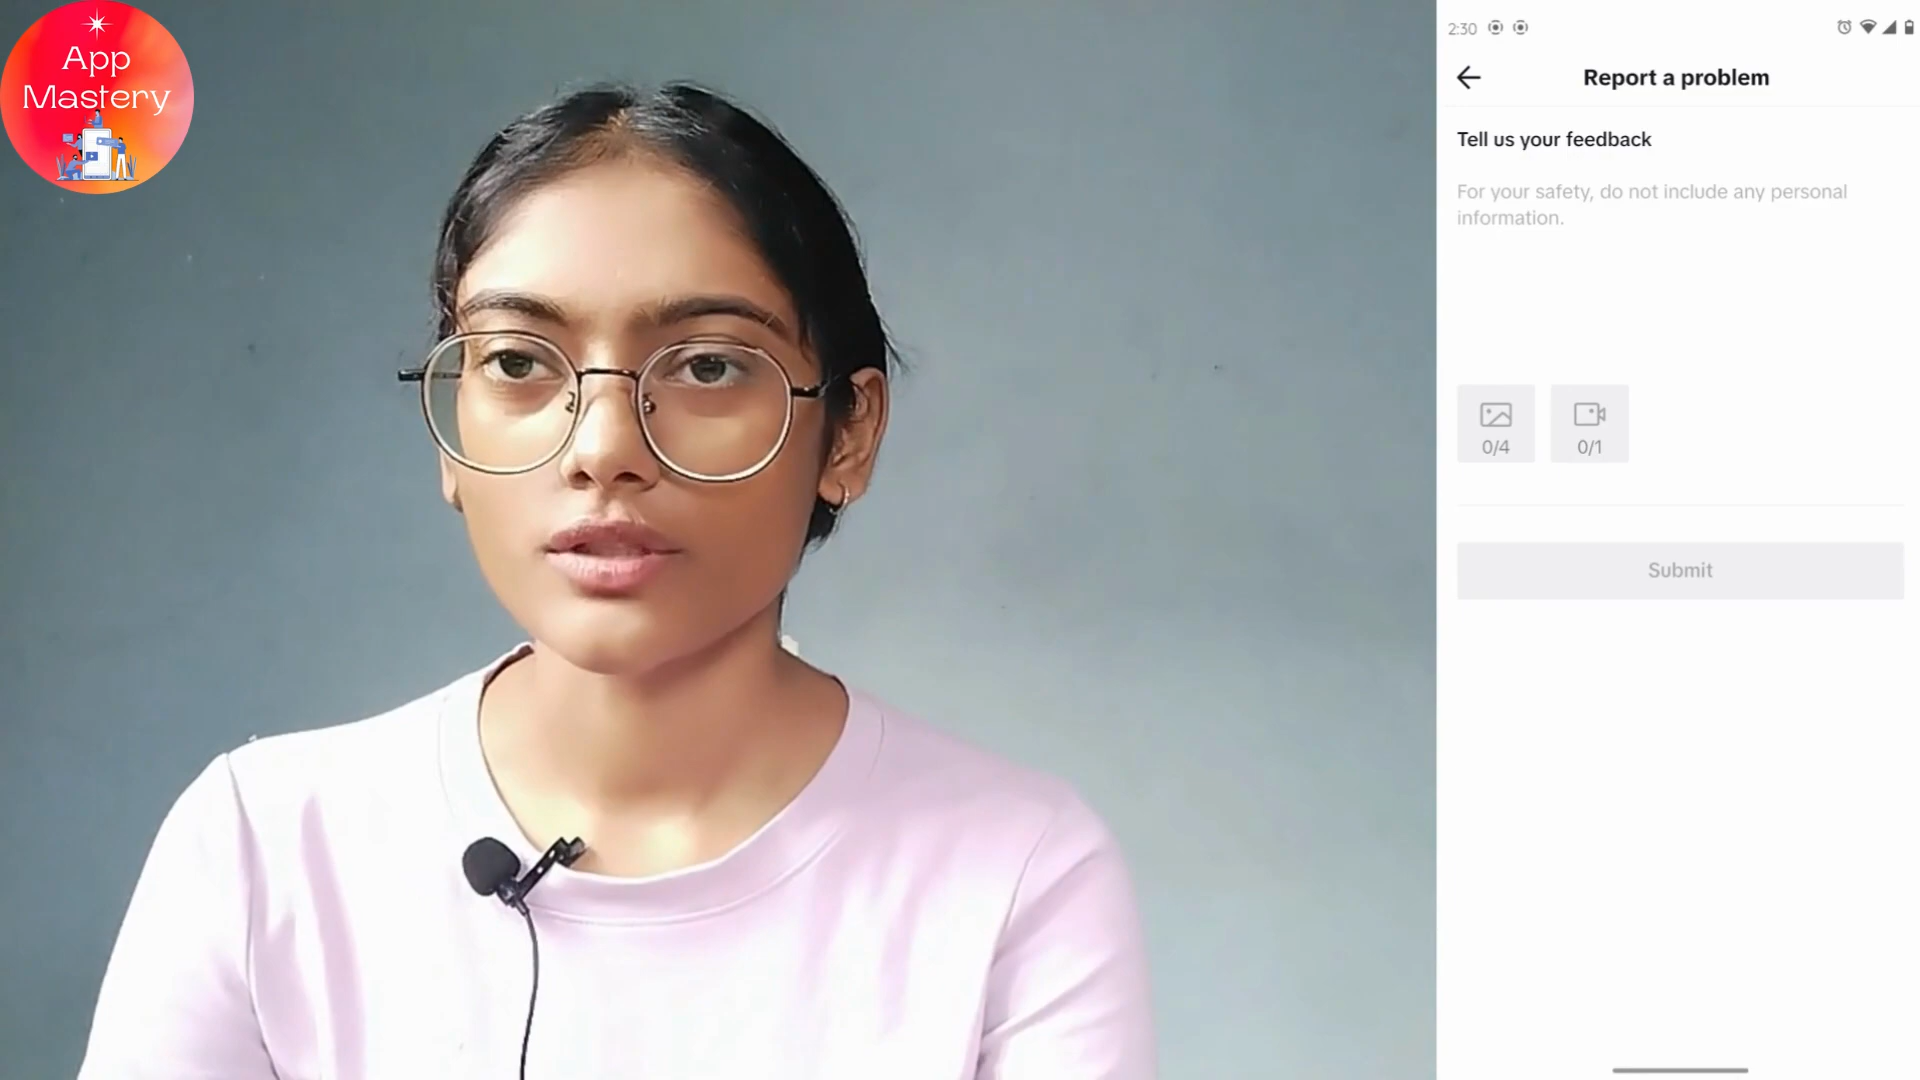 App
Mastery
2:30
Report a problem
Tell us your feedback
For your safety, do not include any personal
information.
0/4
0/1
Submit